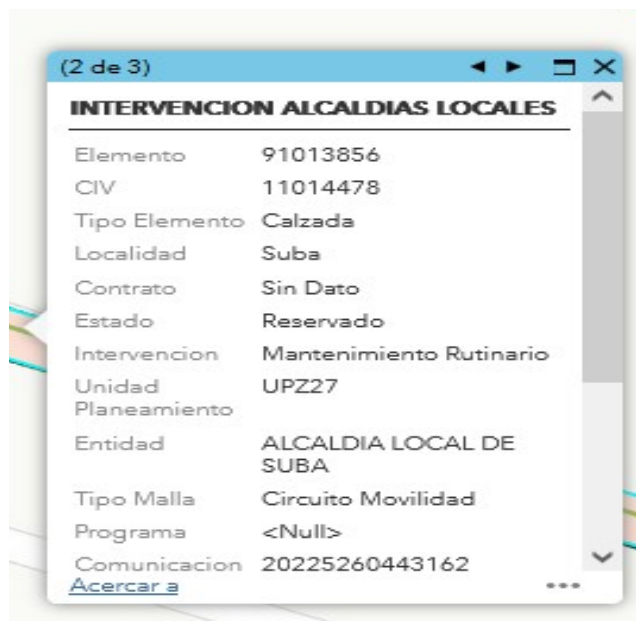 (2 de 3)
INTERVENCION ALCALDIAS LOCALES
Elemento 91013856
CIV 11014478
Tipo Elemento Calzada
Localidad Suba
Contrato Sin Dato
Estado Reservado
Intervencion Mantenimiento Rutinario
Unidad UPZ27
Planeamiento
Entidad ALCALDIA LOCAL DE
SUBA
Tipo Malla Circuito Movilidad
Programa <Null>
Comunicacion 20225260443162
Acercar a